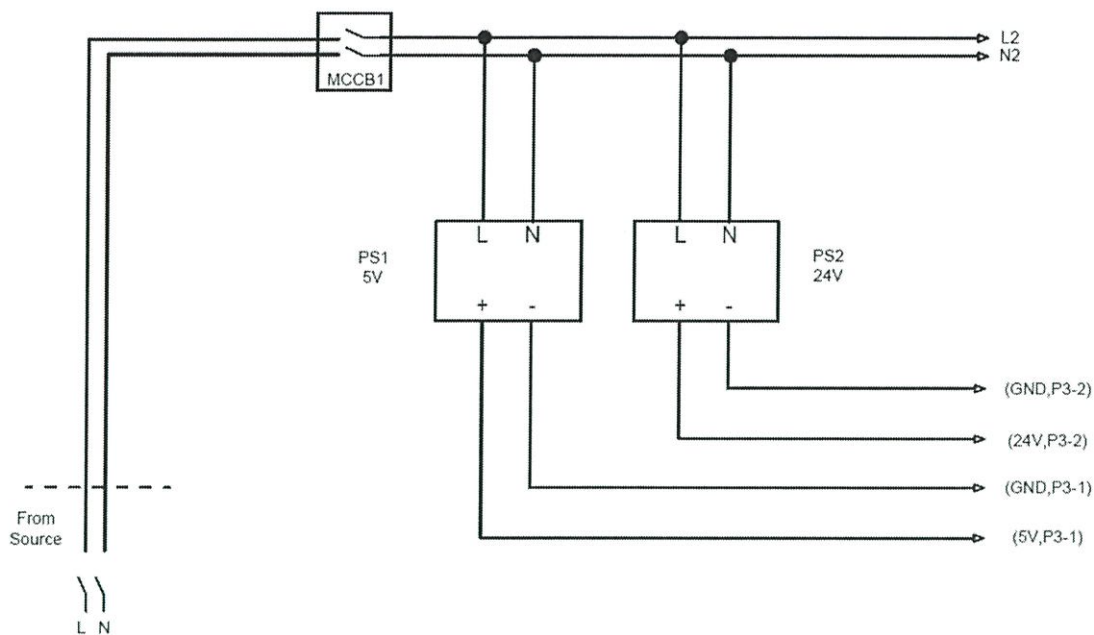 L2
N2
MCCB1
L N
L N
PS1
5V
PS2
24V
+ -
+ -
(GND,P3-2)
(24V,P3-2)
(GND,P3-1)
(5V,P3-1)
From
Source
L N